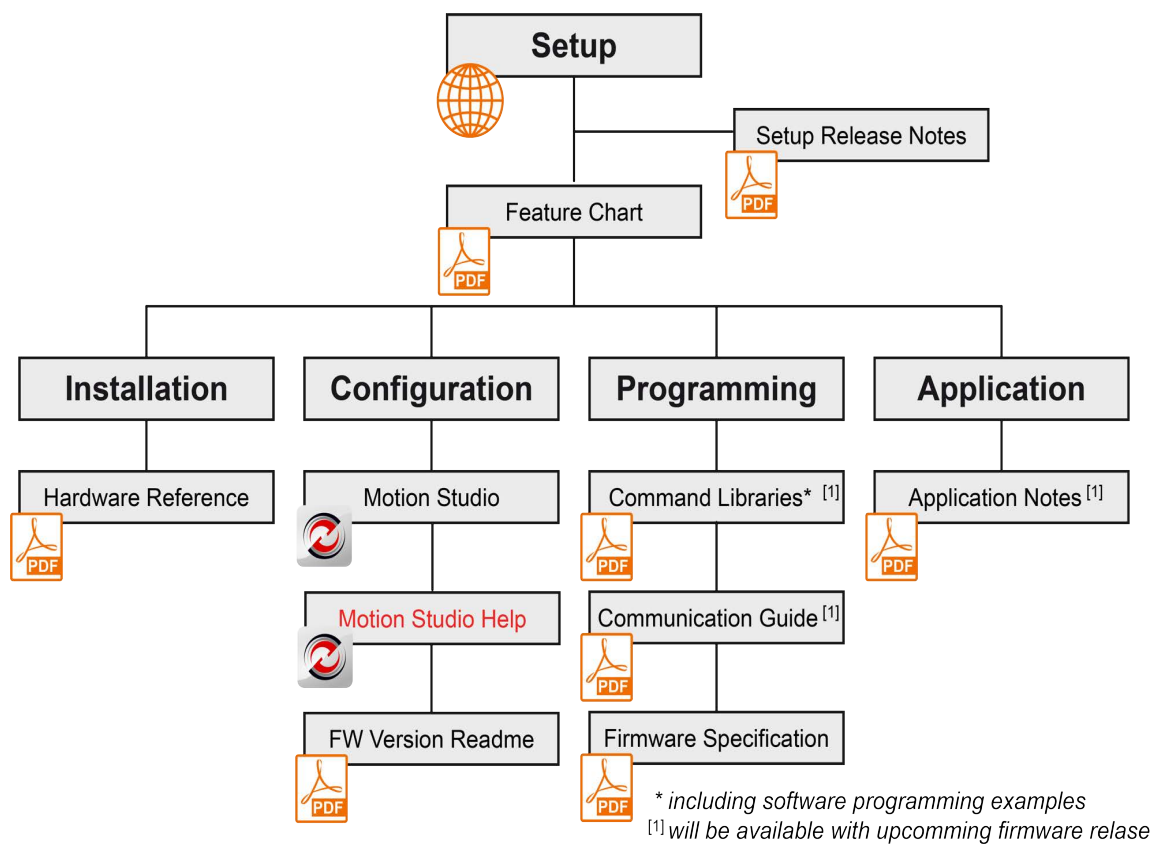 Setup
Setup Release Notes
PDF
Feature Chart
PDF
Installation
Configuration
Programming
Application
Hardware Reference
Motion Studio
Command Libraries* [1]
Application Notes [1]
PDF
PDF
PDF
Motion Studio Help
Communication Guide [1]
PDF
FW Version Readme
Firmware Specification
PDF
PDF
* including software programming examples
[1] will be available with upcomming firmware relase